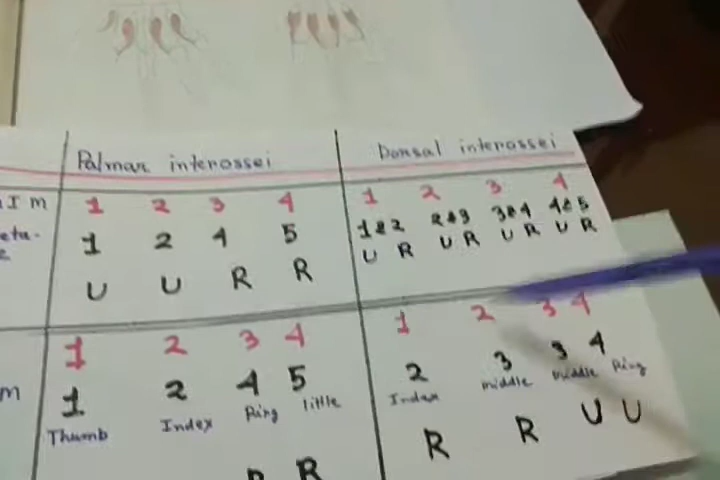 Palmar interossei Dorsal interossei
I M 1 2 3 4 1 2 3 4
1 2 4 5 1&2 2&3 3&4 4&5
U U R R U R U R U R U R
1 2 3 4 1 2 3 4
m 1 2 4 5 2 3 3 4
Thumb Index Ring little Index middle middle Ring
R R R R U U